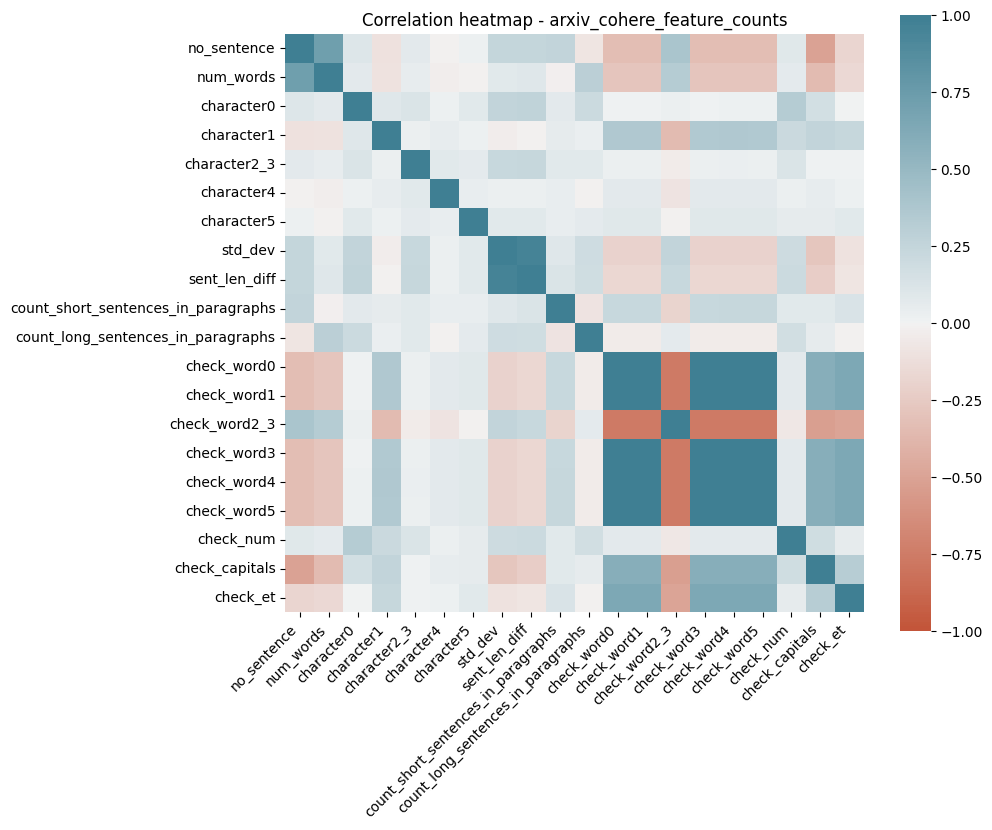 Correlation heatmap - arxiv_cohere_feature_counts
no_sentence
num_words
character0
character1
character2_3
character4
character5
std_dev
sent_len_diff
count_short_sentences_in_paragraphs
count_long_sentences_in_paragraphs
check_word0
check_word1
check_word2_3
check_word3
check_word4
check_word5
check_num
check_capitals
check_et
no_sentence
num_words
character0
character1
character2_3
character4
character5
std_dev
sent_len_diff
count_short_sentences_in_paragraphs
count_long_sentences_in_paragraphs
check_word0
check_word1
check_word2_3
check_word3
check_word4
check_word5
check_num
check_capitals
check_et
1.00
0.75
0.50
0.25
0.00
−0.25
−0.50
−0.75
−1.00